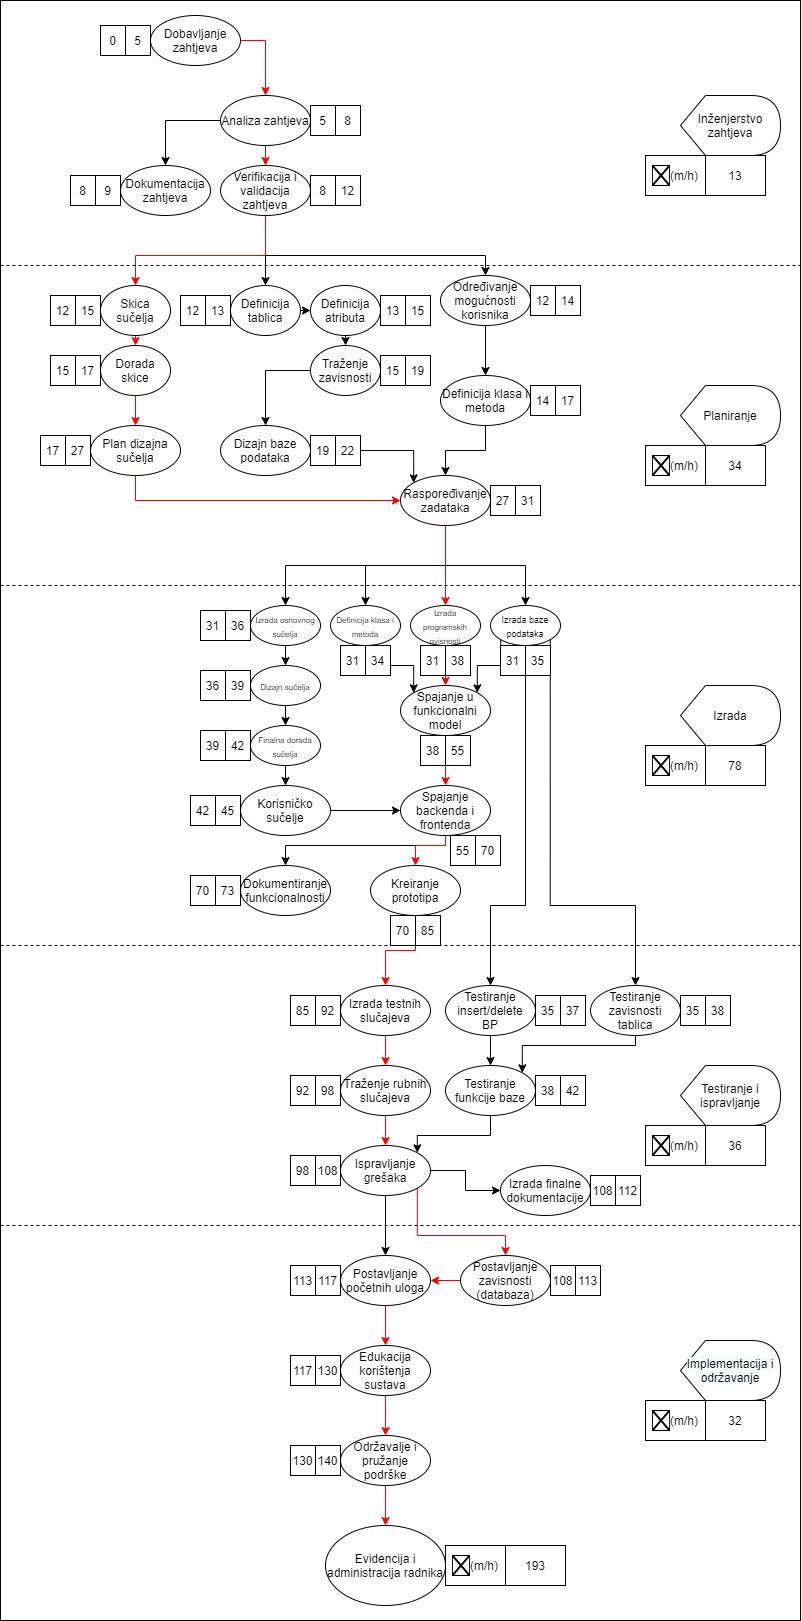 Dobavljanje
zahtjeva
0 5
Analiza zahtjeva
5 8
Inženjerstvo
zahtjeva
(m/h) 13
Dokumentacija
zahtjeva
8 9
Verifikacija i
validacija
zahtjeva
8 12
Skica
sučelja
12 15
Definicija
tablica
12 13
Definicija
atributa
13 15
Određivanje
mogućnosti
korisnika
12 14
Dorada
skice
15 17
Traženje
zavisnosti
15 19
Definicija klasa i
metoda
14 17
Planiranje
(m/h) 34
Plan dizajna
sučelja
17 27
Dizajn baze
podataka
19 22
Raspoređivanje
zadataka
27 31
Izrada osnovnog
sučelja
31 36
Definicija klasa i
metoda
31 34
Izrada
programskih
ovisnosti
31 38
Izrada baze
podataka
31 35
Dizajn sučelja
36 39
Spajanje u
funkcionalni
model
38 55
Izrada
(m/h) 78
Finalna dorada
sučelja
39 42
Korisničko
sučelje
42 45
Spajanje
backenda i
frontenda
55 70
Dokumentiranje
funkcionalnosti
70 73
Kreiranje
prototipa
70 85
Izrada testnih
slučajeva
85 92
Testiranje
insert/delete
BP
35 37
Testiranje
zavisnosti
tablica
35 38
Traženje rubnih
slučajeva
92 98
Testiranje
funkcije baze
38 42
Testiranje i
ispravljanje
(m/h) 36
Ispravljanje
grešaka
98 108
Izrada finalne
dokumentacije
108 112
Postavljanje
početnih uloga
113 117
Postavljanje
zavisnosti
(databaza)
108 113
Edukacija
korištenja
sustava
117 130
Implementacija i
održavanje
(m/h) 32
Održavalje i
pružanje
podrške
130 140
Evidencija i
administracija radnika
(m/h) 193